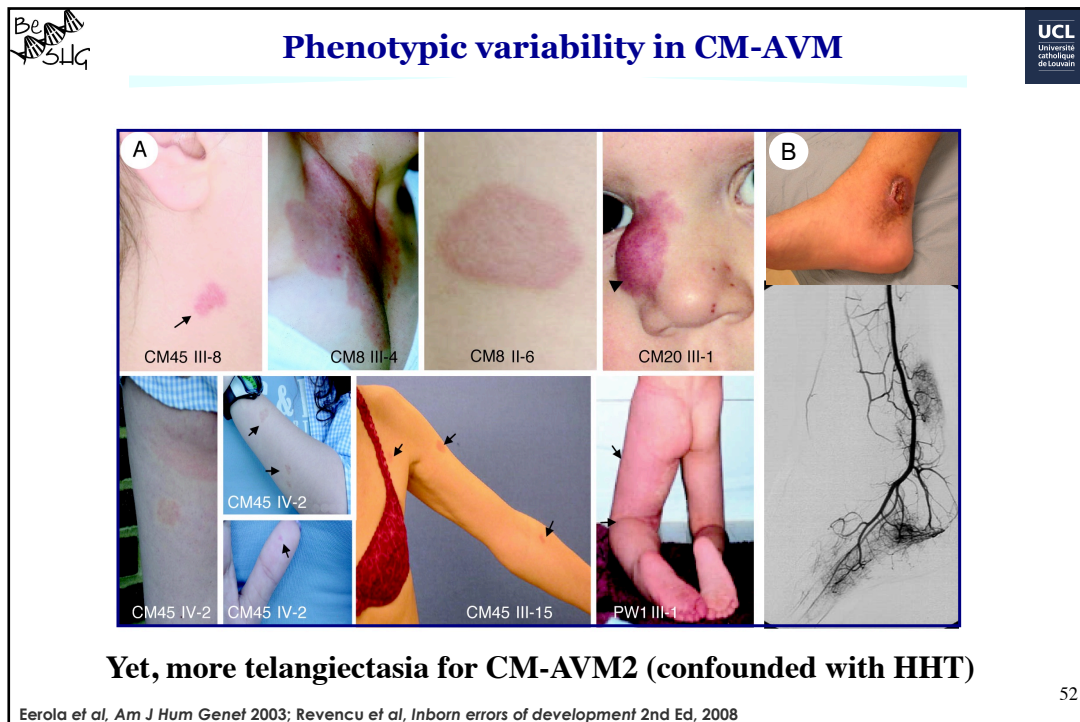 Be
SHG
Phenotypic variability in CM-AVM
UCL
Université
catholique
de Louvain
A
B
CM45 III-8
CM8 III-4
CM8 II-6
CM20 III-1
CM45 IV-2
CM45 IV-2
CM45 IV-2
CM45 III-15
PW1 III-1
Yet, more telangiectasia for CM-AVM2 (confounded with HHT)
52
Eerola et al, Am J Hum Genet 2003; Revencu et al, Inborn errors of development 2nd Ed, 2008